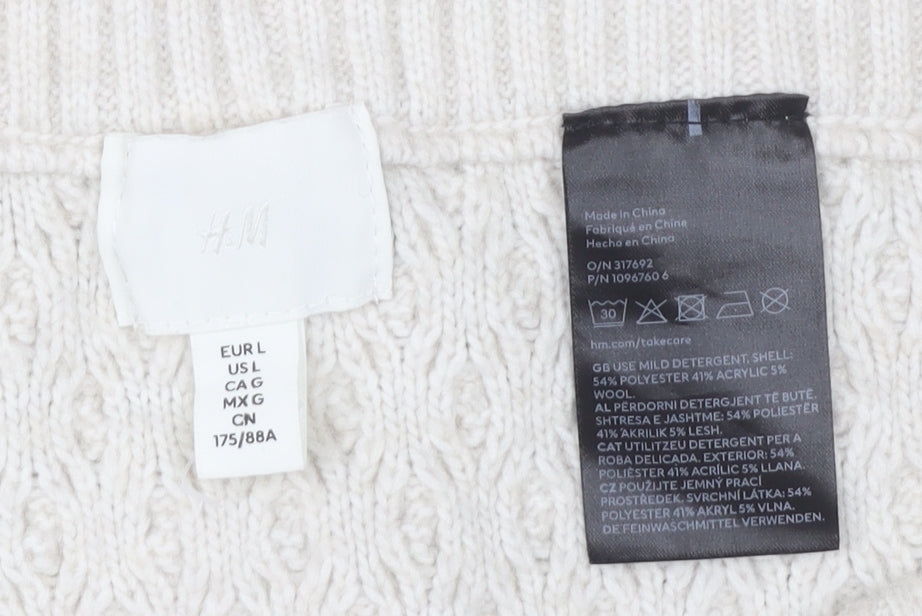 H&M
EUR L
US L
CA G
MX G
CN
175/88A
Made in China
Fabriqué en Chine
Hecho en China
O/N 317692
P/N 1096760 6
30
hm.com/takecare
GB USE MILD DETERGENT. SHELL:
54% POLYESTER 41% ACRYLIC 5%
WOOL.
AL PËRDORNI DETERGJENT TË BUTË.
SHTRESA E JASHTME: 54% POLIESTËR
41% AKRILIK 5% LESH.
CAT UTILITZEU DETERGENT PER A
ROBA DELICADA. EXTERIOR: 54%
POLIÈSTER 41% ACRÍLIC 5% LLANA.
CZ POUŽIJTE JEMNÝ PRACÍ
PROSTŘEDEK. SVRCHNÍ LÁTKA: 54%
POLYESTER 41% AKRYL 5% VLNA.
DE FEINWASCHMITTEL VERWENDEN.